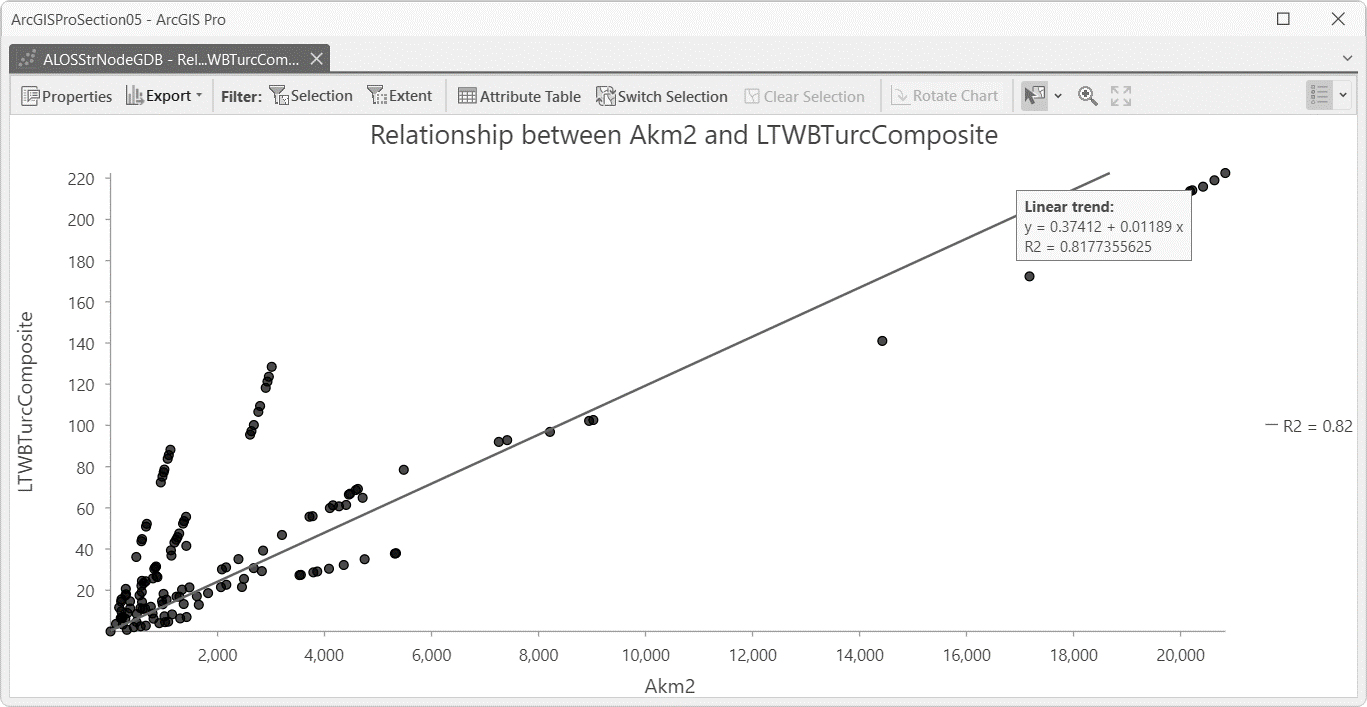 ArcGISProSection05 - ArcGIS Pro
ALOSStrNodeGDB - Rel...WBTurcCom...
Properties Export Filter: Selection Extent Attribute Table Switch Selection Clear Selection Rotate Chart
Relationship between Akm2 and LTWBTurcComposite
220
200
180
160
140
120
100
80
60
40
20
LTWBTurcComposite
Linear trend:
y = 0.37412 + 0.01189 x
R2 = 0.8177355625
R2 = 0.82
2,000 4,000 6,000 8,000 10,000 12,000 14,000 16,000 18,000 20,000
Akm2